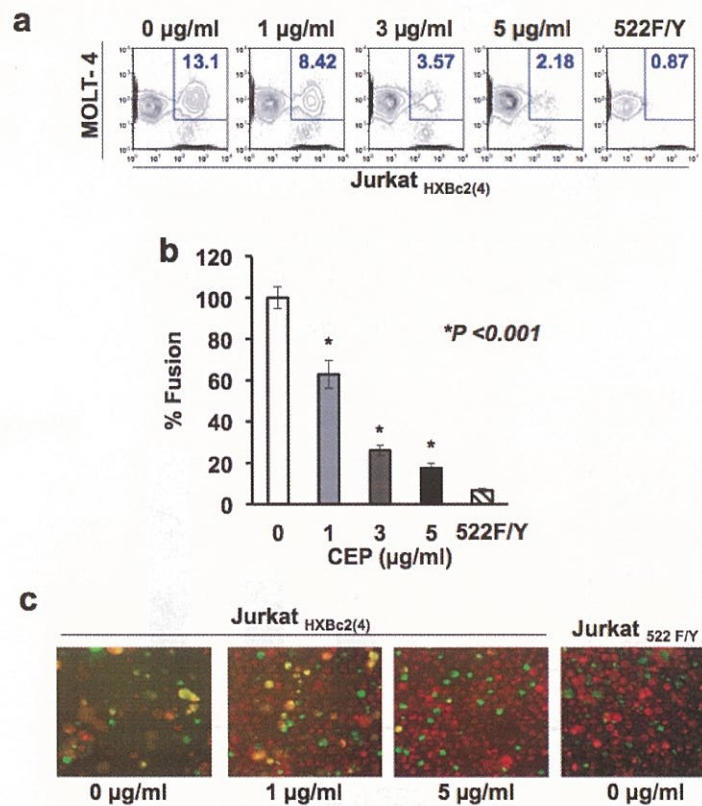 a
0 µg/ml 1 µg/ml 3 µg/ml 5 µg/ml 522F/Y
13.1 8.42 3.57 2.18 0.87
MOLT- 4
Jurkat HXBc2(4)
b
120
100
80
60
40
20
0
% Fusion
* * *
*P <0.001
0 1 3 5 522F/Y
CEP (µg/ml)
c
Jurkat HXBc2(4) Jurkat 522 F/Y
0 µg/ml 1 µg/ml 5 µg/ml 0 µg/ml